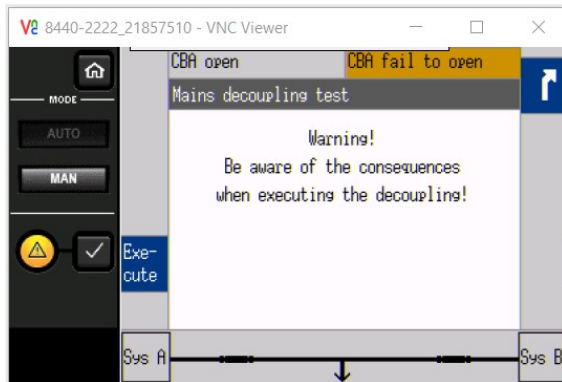 8440-2222_21857510 - VNC Viewer
CBA open
CBA fail to open
MODE
Mains decoupling test
AUTO
MAN
Warning!
Be aware of the consequences
when executing the decoupling!
Exe-
cute
Sys A
Sys B